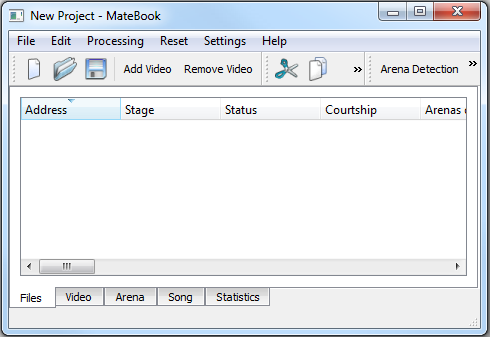 New Project - MateBook
File Edit Processing Reset Settings Help
Add Video Remove Video » Arena Detection »
Address Stage Status Courtship Arenas
Files Video Arena Song Statistics